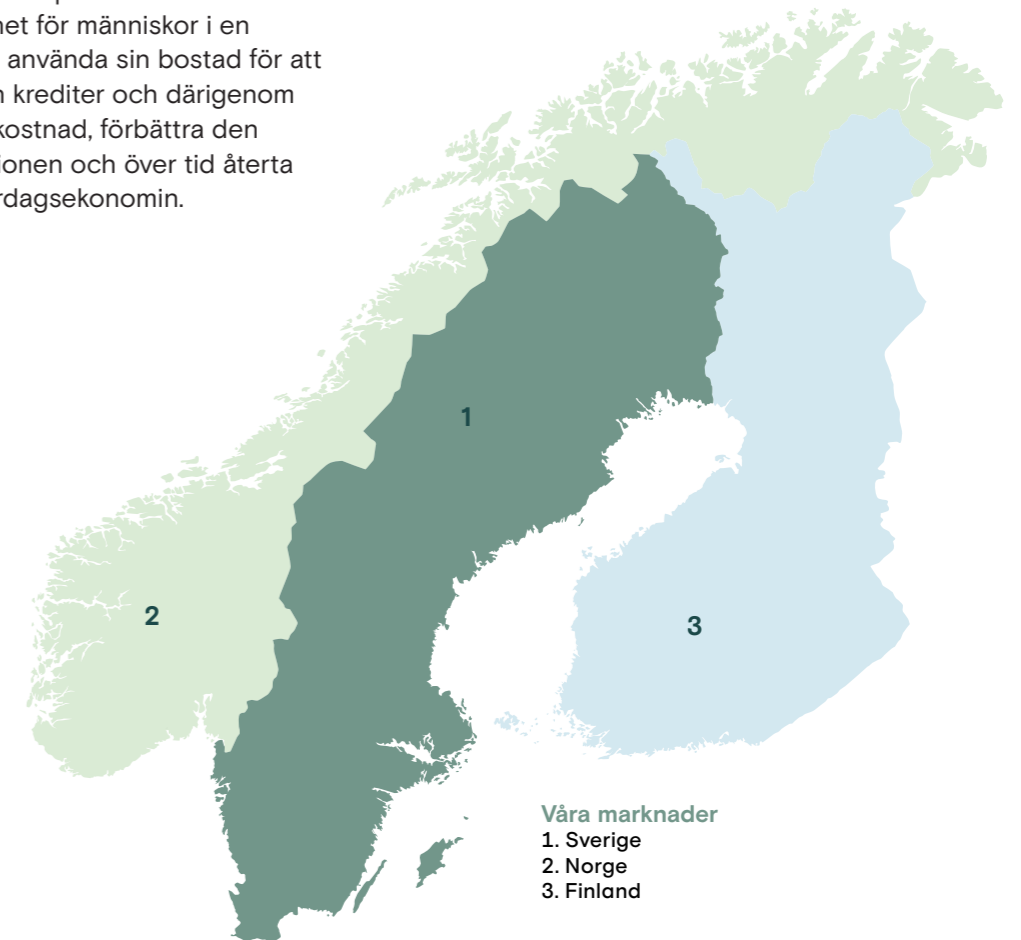 het för människor i en
använda sin bostad för att
krediter och därigenom
kostnad, förbättra den
ionen och över tid återta
rdagsekonomin.
1
2
3
Våra marknader
1. Sverige
2. Norge
3. Finland